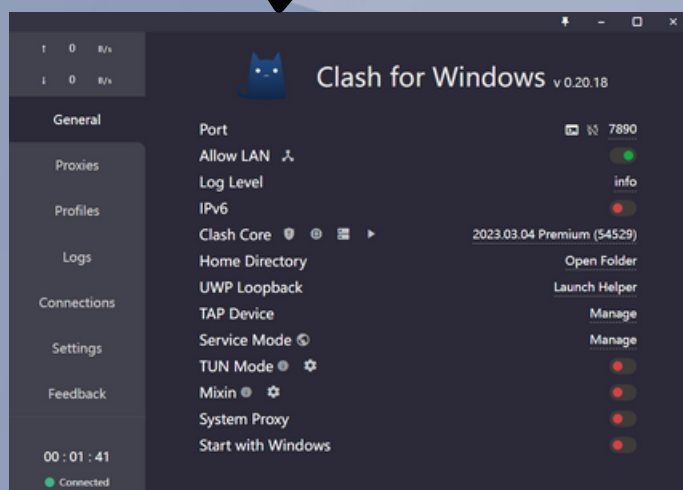 ↑ 0 B/s
↓ 0 B/s
General
Proxies
Profiles
Logs
Connections
Settings
Feedback
00 : 01 : 41
Connected
Clash for Windows v 0.20.18
Port 7890
Allow LAN
Log Level info
IPv6
Clash Core 2023.03.04 Premium (54529)
Home Directory Open Folder
UWP Loopback Launch Helper
TAP Device Manage
Service Mode Manage
TUN Mode
Mixin
System Proxy
Start with Windows